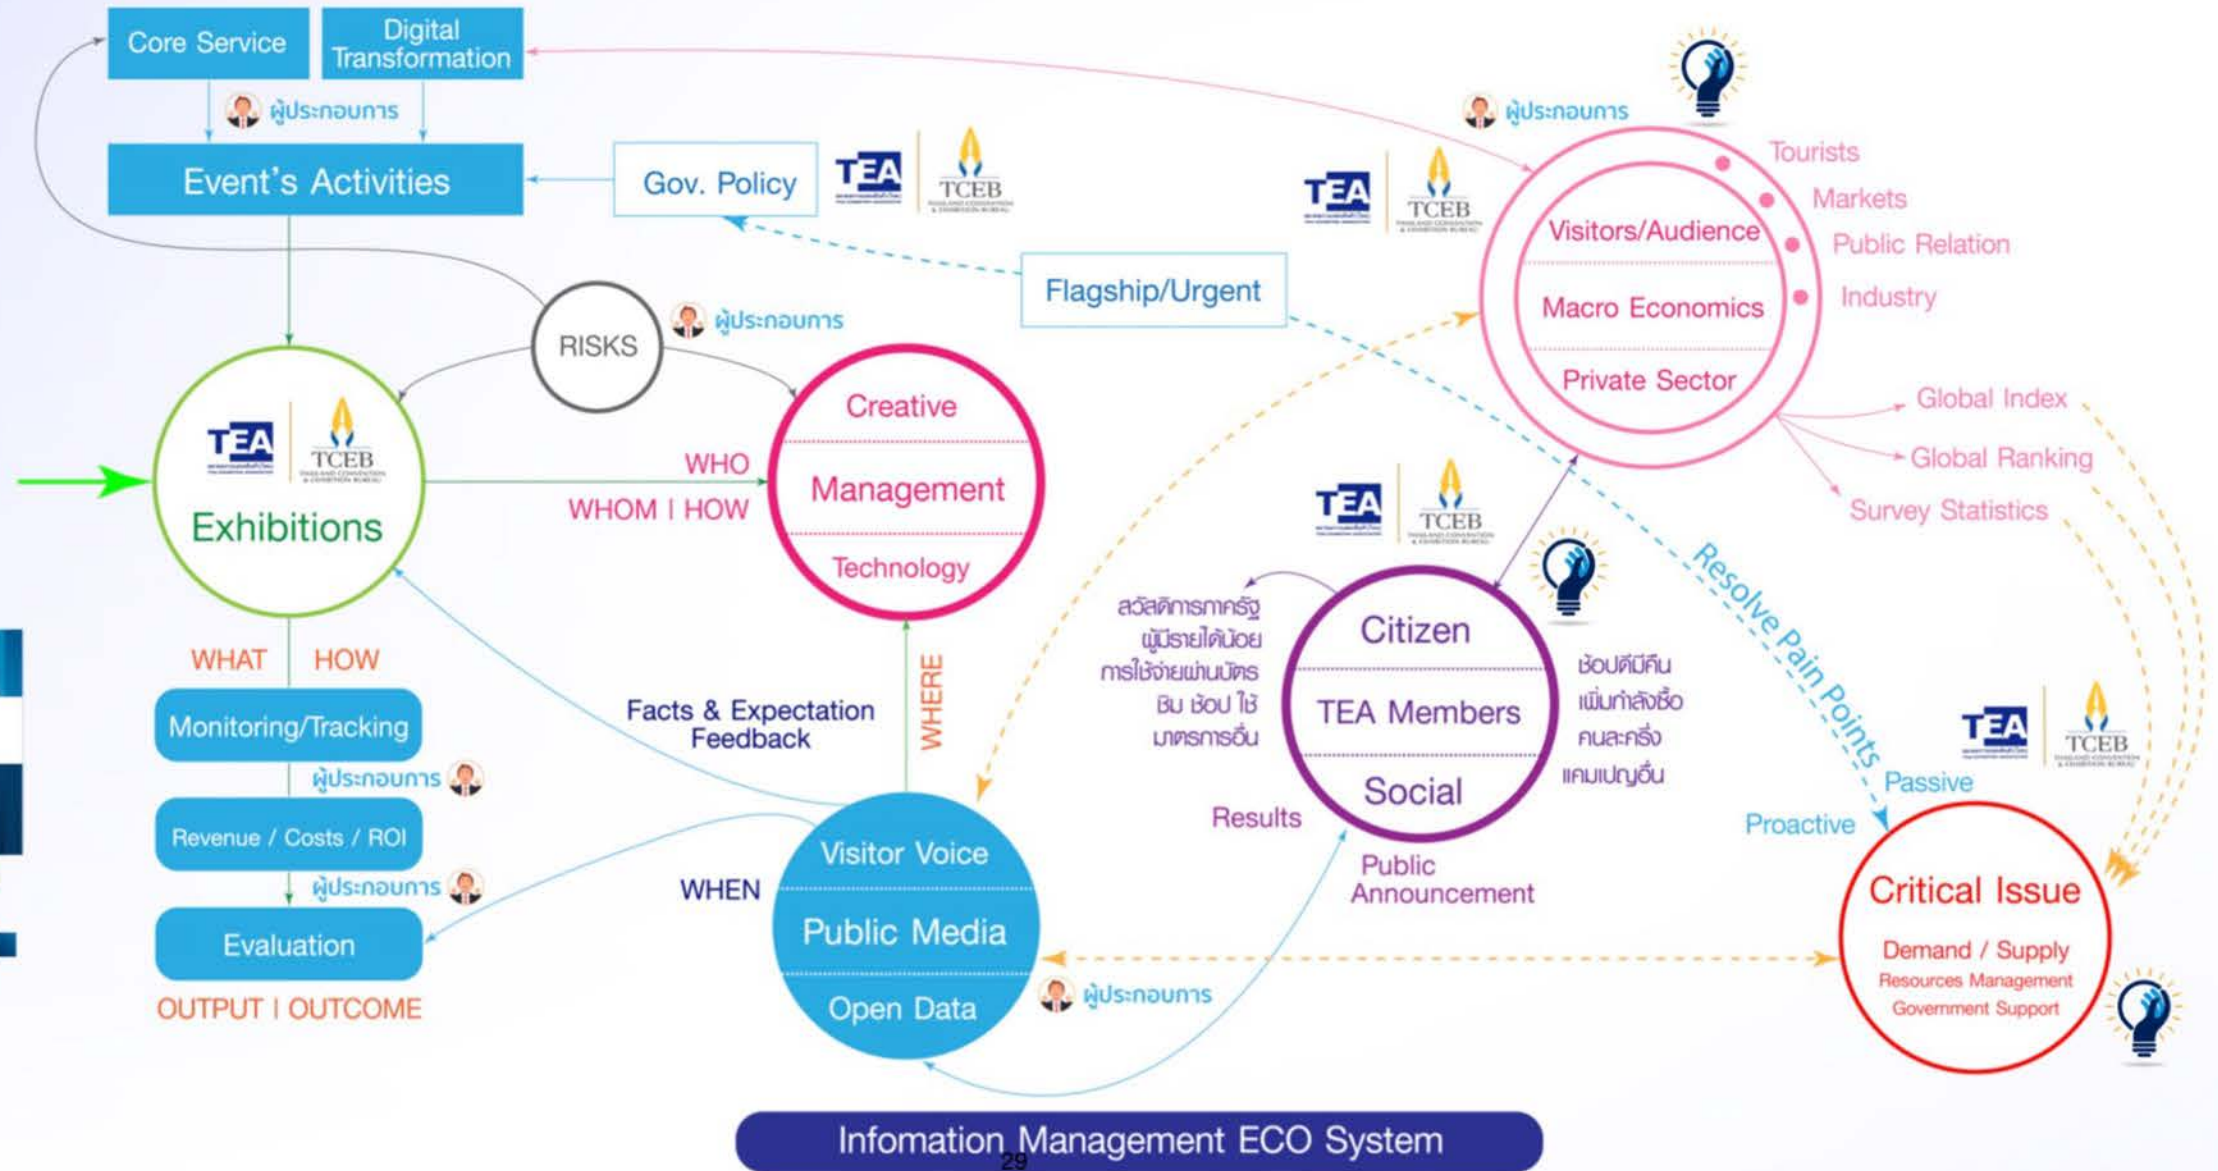 Core Service
Digital
Transformation
ผู้ประกอบการ
Event's Activities
Gov. Policy
TEA
TCEB
Flagship/Urgent
ผู้ประกอบการ
TEA
TCEB
Visitors/Audience
Macro Economics
Private Sector
Tourists
Markets
Public Relation
Industry
Global Index
Global Ranking
Survey Statistics
RISKS
ผู้ประกอบการ
TEA
TCEB
Exhibitions
WHO
WHOM | HOW
Creative
Management
Technology
WHAT
HOW
Monitoring/Tracking
ผู้ประกอบการ
Revenue / Costs / ROI
ผู้ประกอบการ
Evaluation
OUTPUT | OUTCOME
Facts & Expectation
Feedback
WHERE
WHEN
Visitor Voice
Public Media
Open Data
ผู้ประกอบการ
TEA
TCEB
สวัสดิการภาครัฐ
ผู้มีรายได้น้อย
การใช้จ่ายผ่านบัตร
ชิม ช้อป ใช้
มาตรการอื่น
Citizen
TEA Members
Social
ช้อปดีมีคืน
เพิ่มกำลังซื้อ
คนละครึ่ง
แคมเปญอื่น
Results
Public
Announcement
Resolve Pain Points
TEA
TCEB
Passive
Proactive
Critical Issue
Demand / Supply
Resources Management
Government Support
Infomation Management ECO System
29